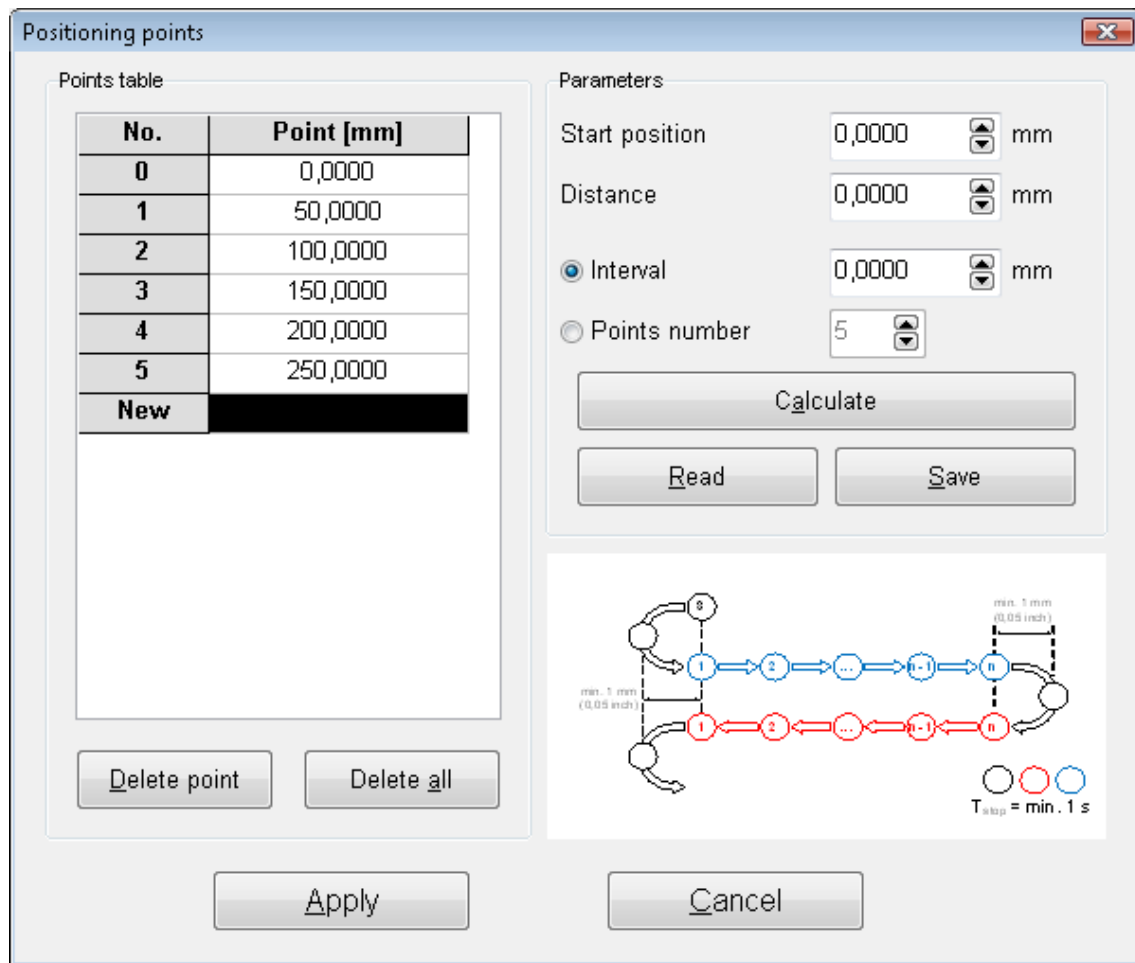 Positioning points
Points table
No. Point [mm]
0 0,0000
1 50,0000
2 100,0000
3 150,0000
4 200,0000
5 250,0000
New
Delete point Delete all
Parameters
Start position 0,0000 mm
Distance 0,0000 mm
Interval 0,0000 mm
Points number 5
Calculate
Read Save
S
min. 1 mm
(0,05 inch)
1 2 ... n-1 n
min. 1 mm
(0,05 inch)
1 2 ... n-1 n
Tstop = min. 1 s
Apply Cancel